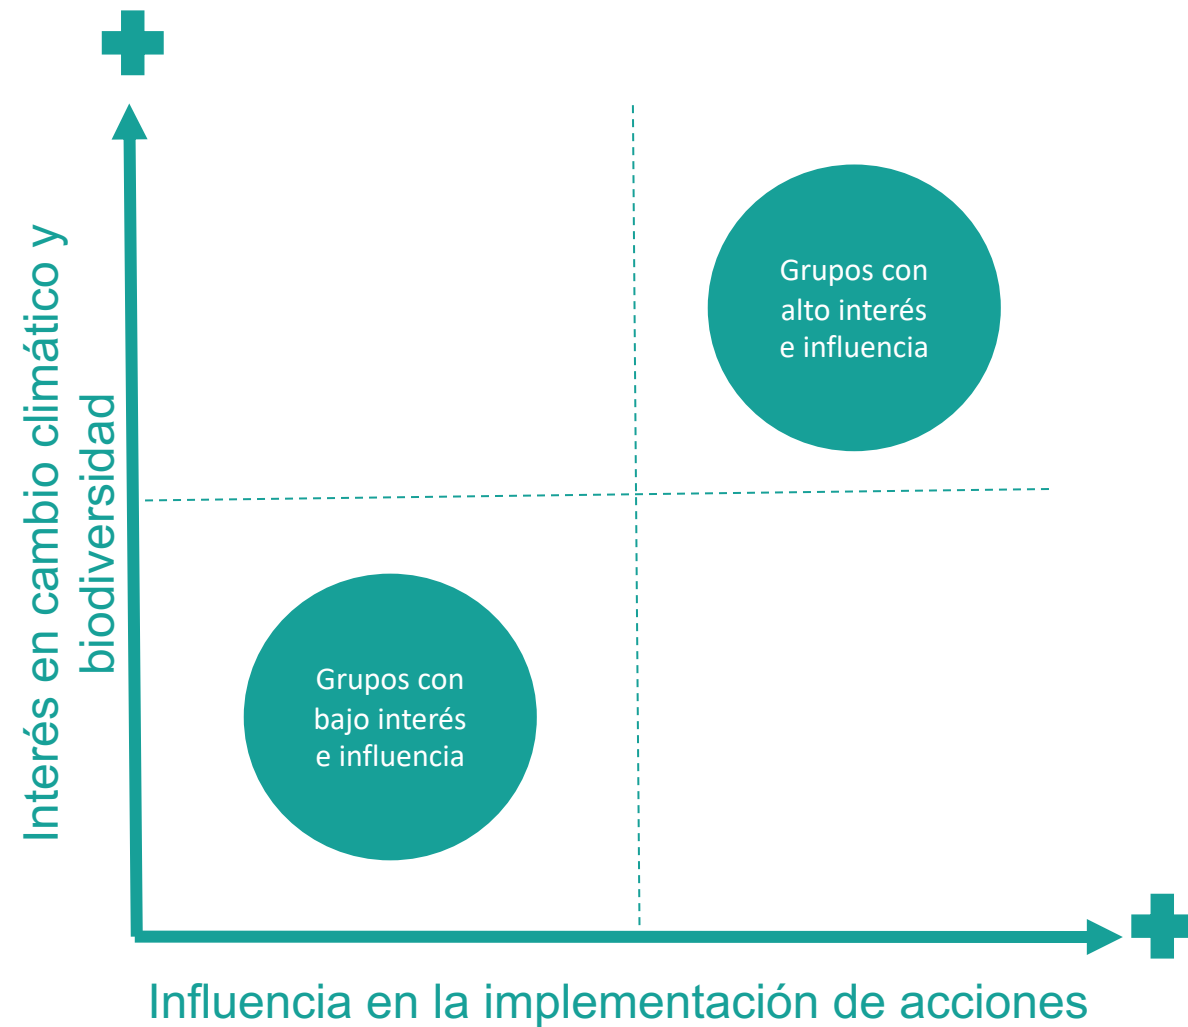 Interés en cambio climático y
biodiversidad
Grupos con
alto interés
e influencia
Grupos con
bajo interés
e influencia
Influencia en la implementación de acciones